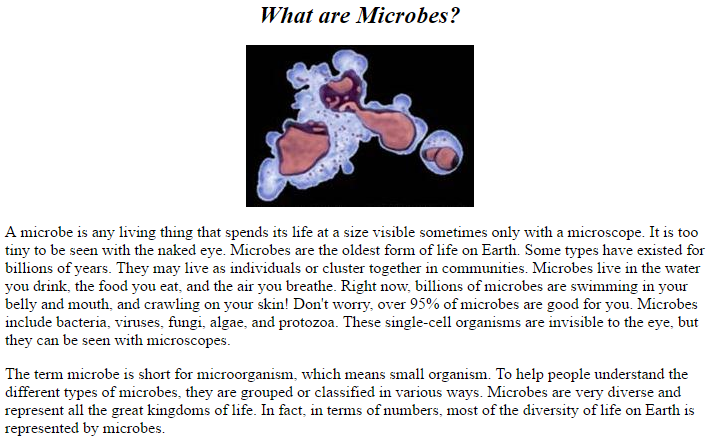 What are Microbes?
A microbe is any living thing that spends its life at a size visible sometimes only with a microscope. It is too
tiny to be seen with the naked eye. Microbes are the oldest form of life on Earth. Some types have existed for
billions of years. They may live as individuals or cluster together in communities. Microbes live in the water
you drink, the food you eat, and the air you breathe. Right now, billions of microbes are swimming in your
belly and mouth, and crawling on your skin! Don't worry, over 95% of microbes are good for you. Microbes
include bacteria, viruses, fungi, algae, and protozoa. These single-cell organisms are invisible to the eye, but
they can be seen with microscopes.
The term microbe is short for microorganism, which means small organism. To help people understand the
different types of microbes, they are grouped or classified in various ways. Microbes are very diverse and
represent all the great kingdoms of life. In fact, in terms of numbers, most of the diversity of life on Earth is
represented by microbes.